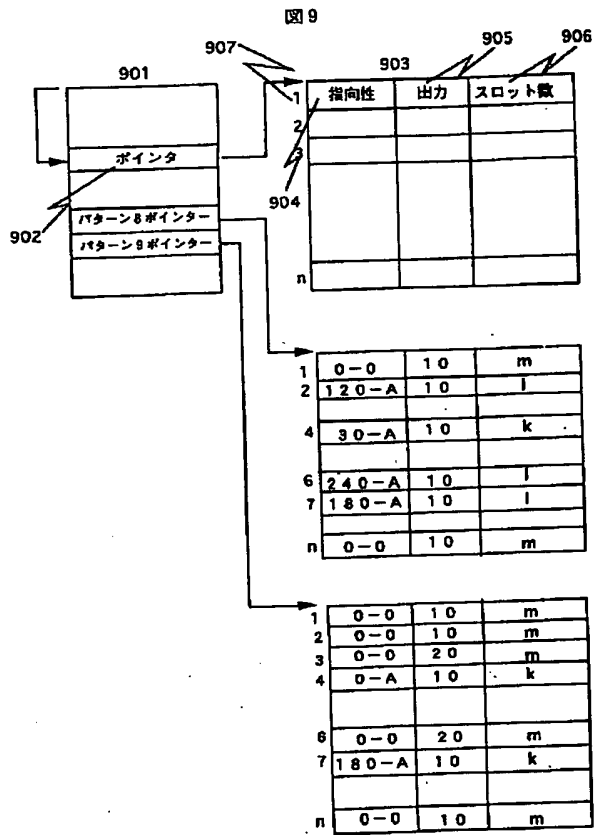 図9
907
905
906
901
903
指向性 出力 スロット数
1
2
3
ポインタ
904
902
パターン8ポインター
パターン9ポインター
n
1 0-0 10 m
2 120-A 10 l
4 30-A 10 k
6 240-A 10 l
7 180-A 10 l
n 0-0 10 m
1 0-0 10 m
2 0-0 10 m
3 0-0 20 m
4 0-A 10 k
6 0-0 20 m
7 180-A 10 k
n 0-0 10 m